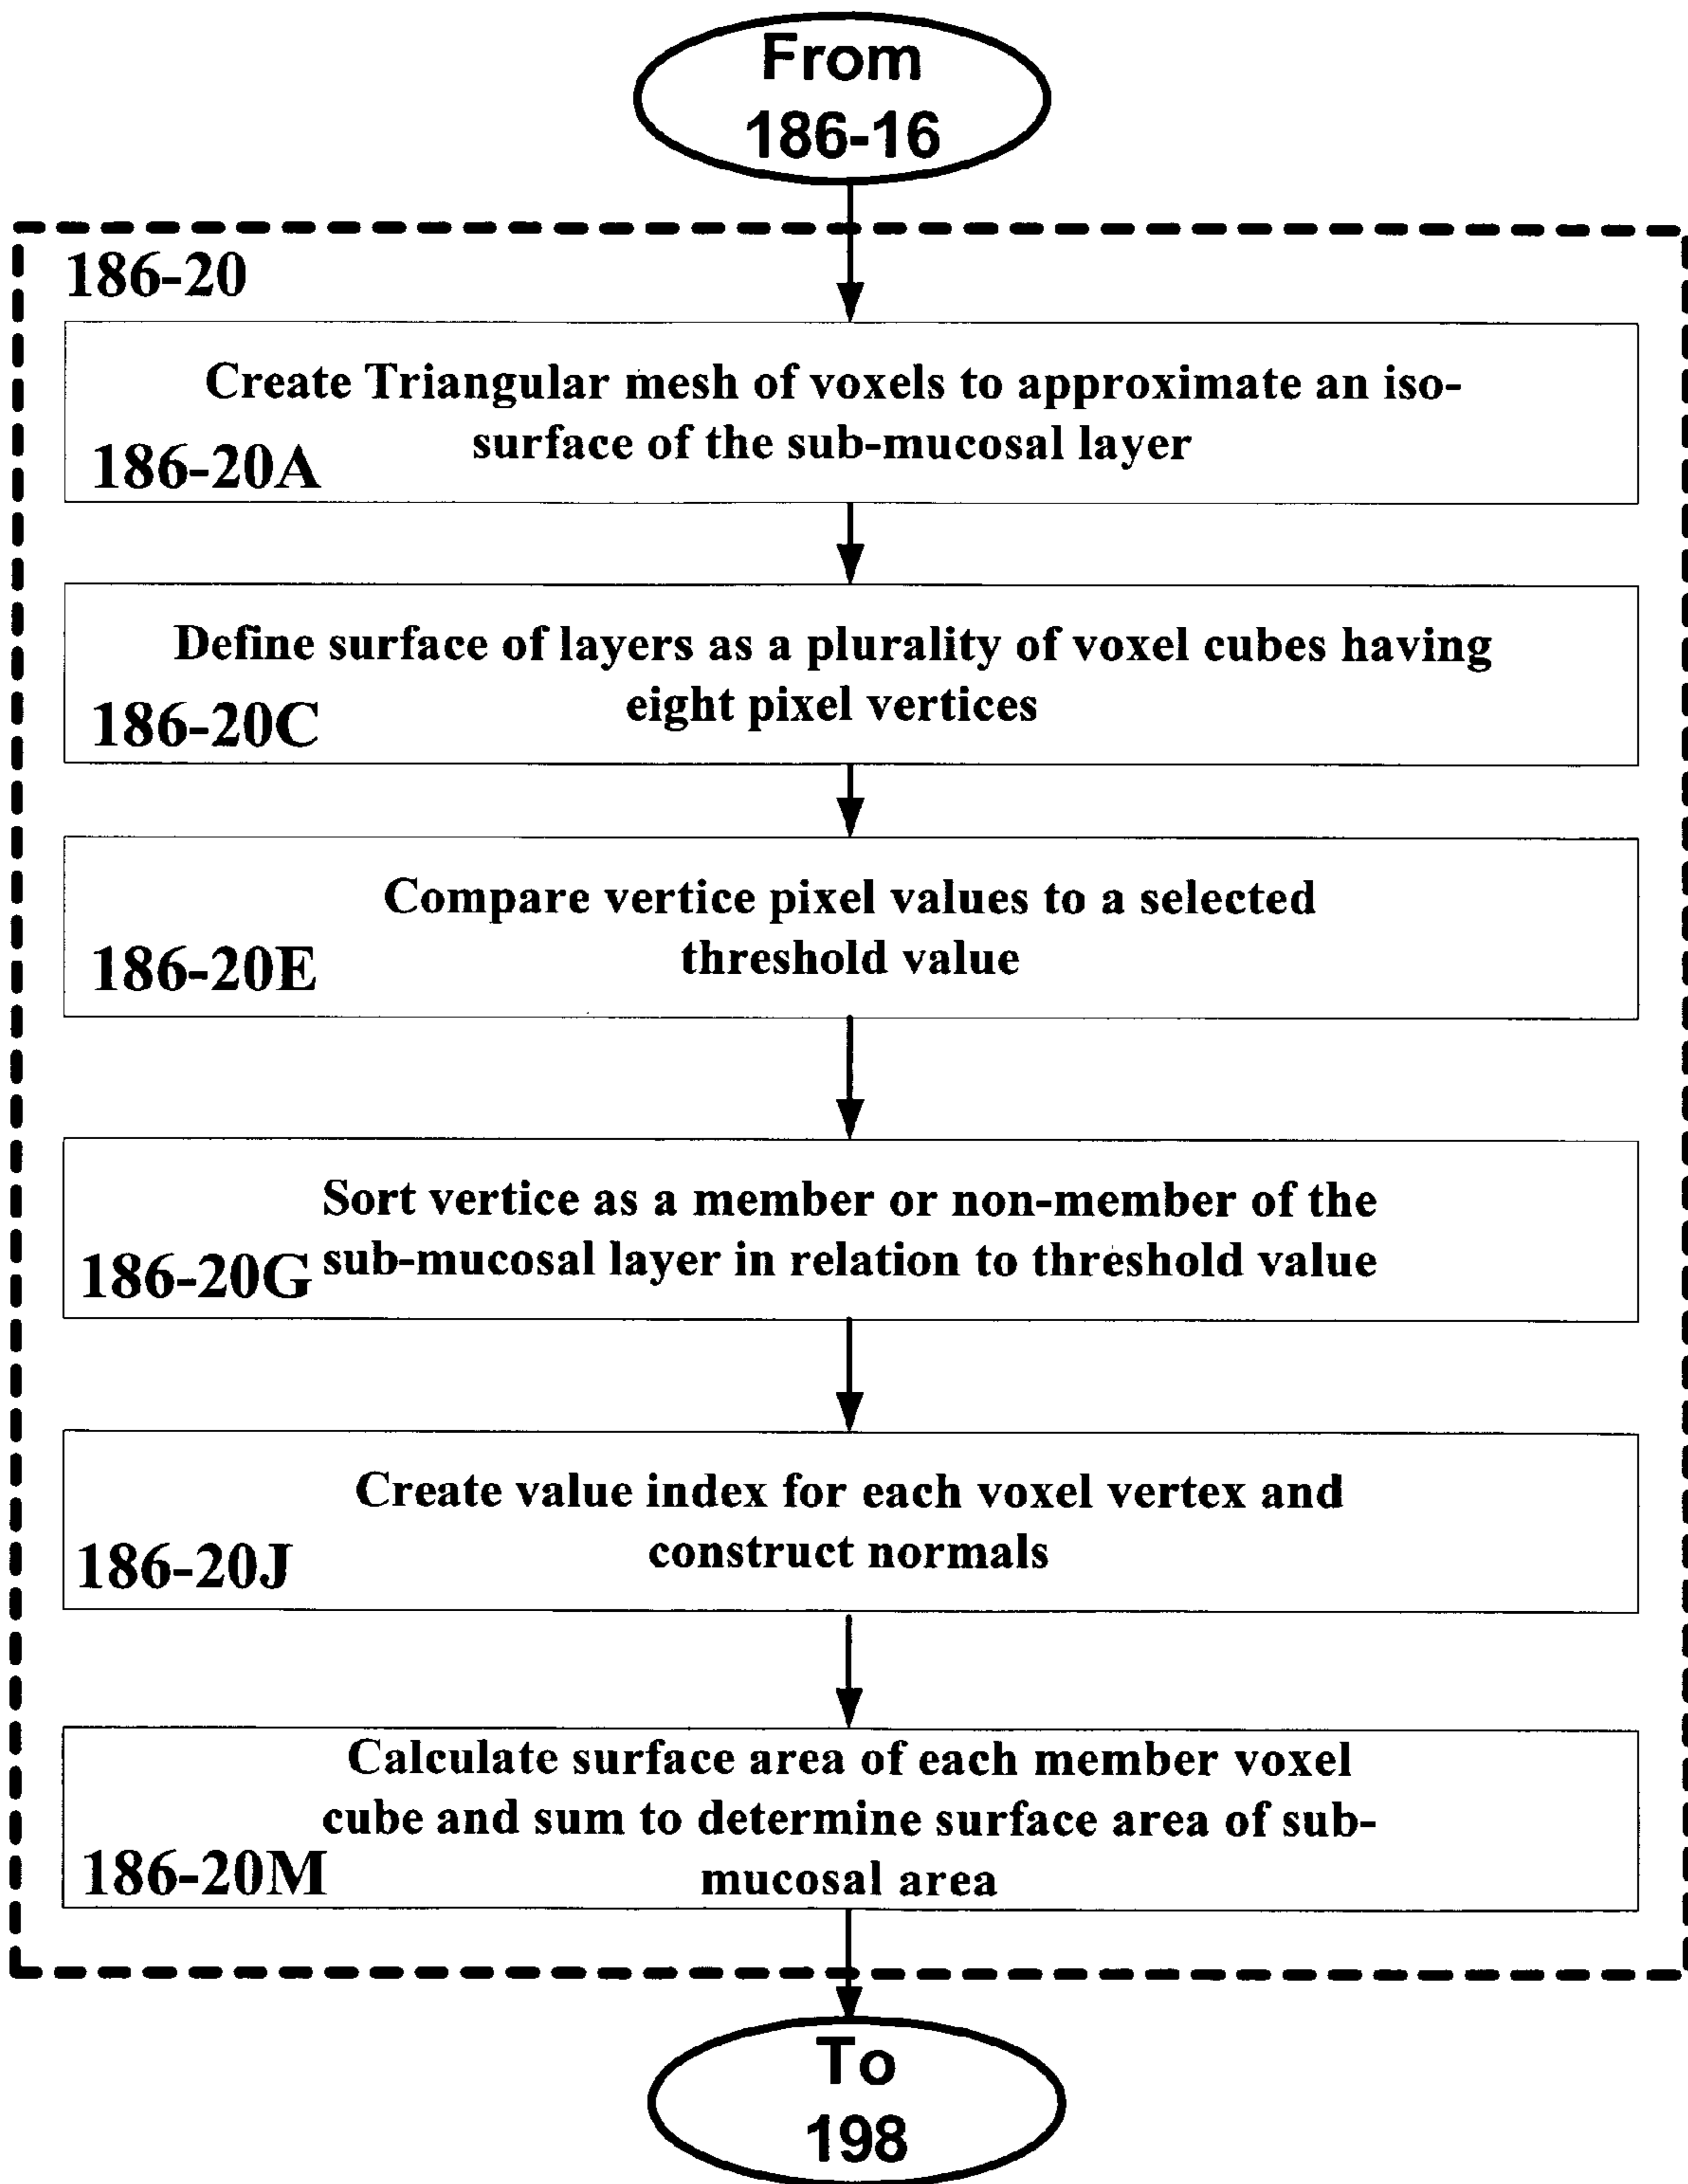 From
186-16
186-20
Create Triangular mesh of voxels to approximate an iso-
surface of the sub-mucosal layer
186-20A
Define surface of layers as a plurality of voxel cubes having
eight pixel vertices
186-20C
Compare vertice pixel values to a selected
threshold value
186-20E
Sort vertice as a member or non-member of the
sub-mucosal layer in relation to threshold value
186-20G
Create value index for each voxel vertex and
construct normals
186-20J
Calculate surface area of each member voxel
cube and sum to determine surface area of sub-
mucosal area
186-20M
To
198